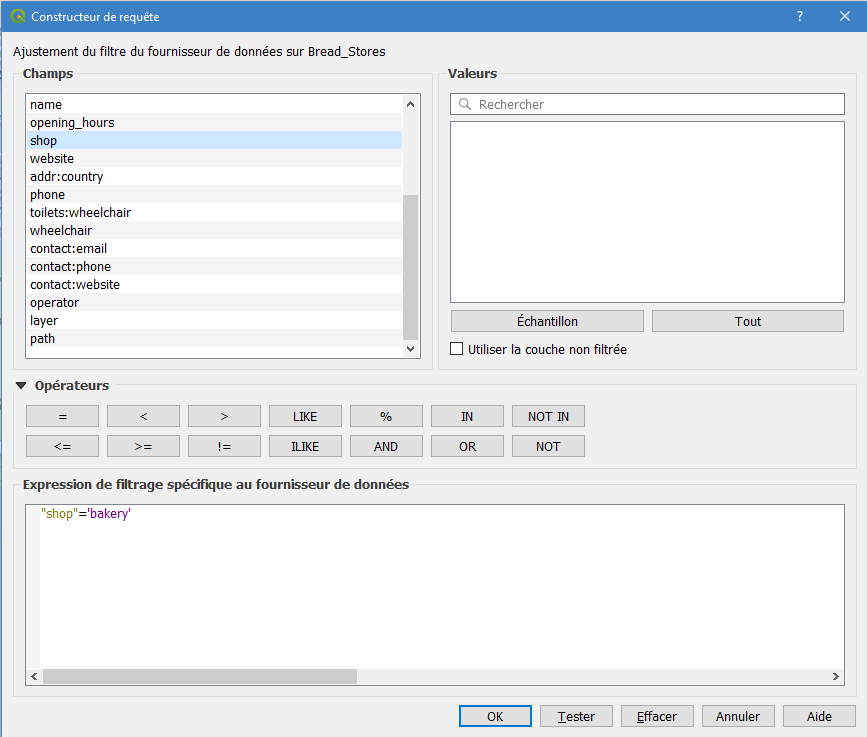 Constructeur de requête
Ajustement du filtre du fournisseur de données sur Bread_Stores
Champs
name
opening_hours
shop
website
addr:country
phone
toilets:wheelchair
wheelchair
contact:email
contact:phone
contact:website
operator
layer
path
Valeurs
Rechercher
Échantillon Tout
Utiliser la couche non filtrée
Opérateurs
= < > LIKE % IN NOT IN
<= >= != ILIKE AND OR NOT
Expression de filtrage spécifique au fournisseur de données
"shop"='bakery'
OK Tester Effacer Annuler Aide